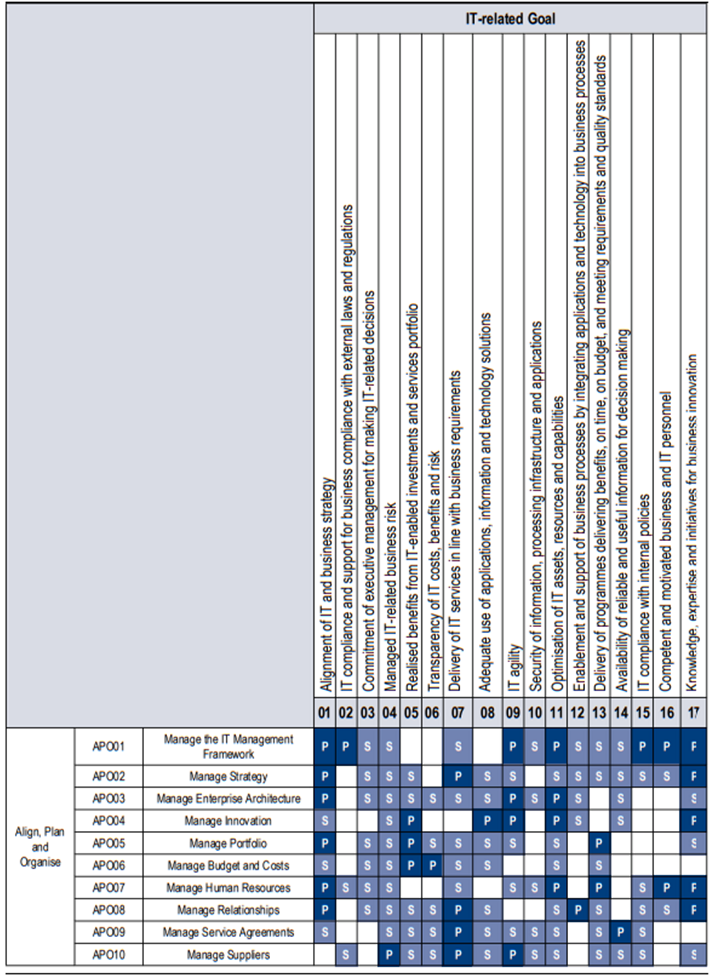 IT-related Goal
Alignment of IT and business strategy
IT compliance and support for business compliance with external laws and regulations
Commitment of executive management for making IT-related decisions
Managed IT-related business risk
Realised benefits from IT-enabled investments and services portfolio
Transparency of IT costs, benefits and risk
Delivery of IT services in line with business requirements
Adequate use of applications, information and technology solutions
IT agility
Security of information, processing infrastructure and applications
Optimisation of IT assets, resources and capabilities
Enablement and support of business processes by integrating applications and technology into business processes
Delivery of programmes delivering benefits, on time, on budget, and meeting requirements and quality standards
Availability of reliable and useful information for decision making
IT compliance with internal policies
Competent and motivated business and IT personnel
Knowledge, expertise and initiatives for business innovation
01 02 03 04 05 06 07 08 09 10 11 12 13 14 15 16 17
Align, Plan
and
Organise
APO01 Manage the IT Management
Framework P P S S S P S P S S S P P P
APO02 Manage Strategy P S S S P S S S S S S S S P
APO03 Manage Enterprise Architecture P S S S S S S P S P S S S
APO04 Manage Innovation S S P P P P S S P
APO05 Manage Portfolio P S S P S S S S S P S
APO06 Manage Budget and Costs S S S P P S S S S
APO07 Manage Human Resources P S S S S S S P P S P P
APO08 Manage Relationships P S S S S P S S P S S S P
APO09 Manage Service Agreements S S S S P S S S S S P S
APO10 Manage Suppliers S P S S P S P S S S S S S